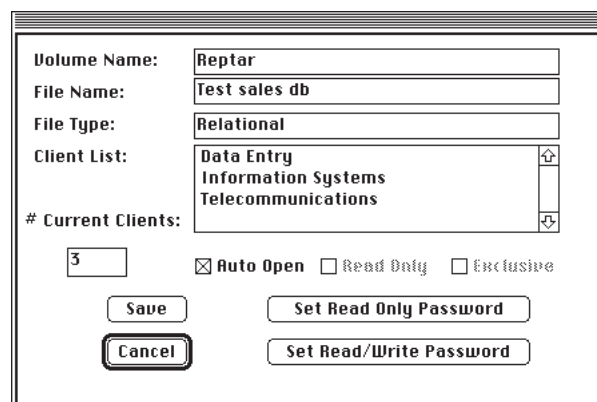 Volume Name: Reptar
File Name: Test sales db
File Type: Relational
Client List: Data Entry
Information Systems
Telecommunications
# Current Clients:
3
Auto Open Read Only Exclusive
Save Set Read Only Password
Cancel Set Read/Write Password